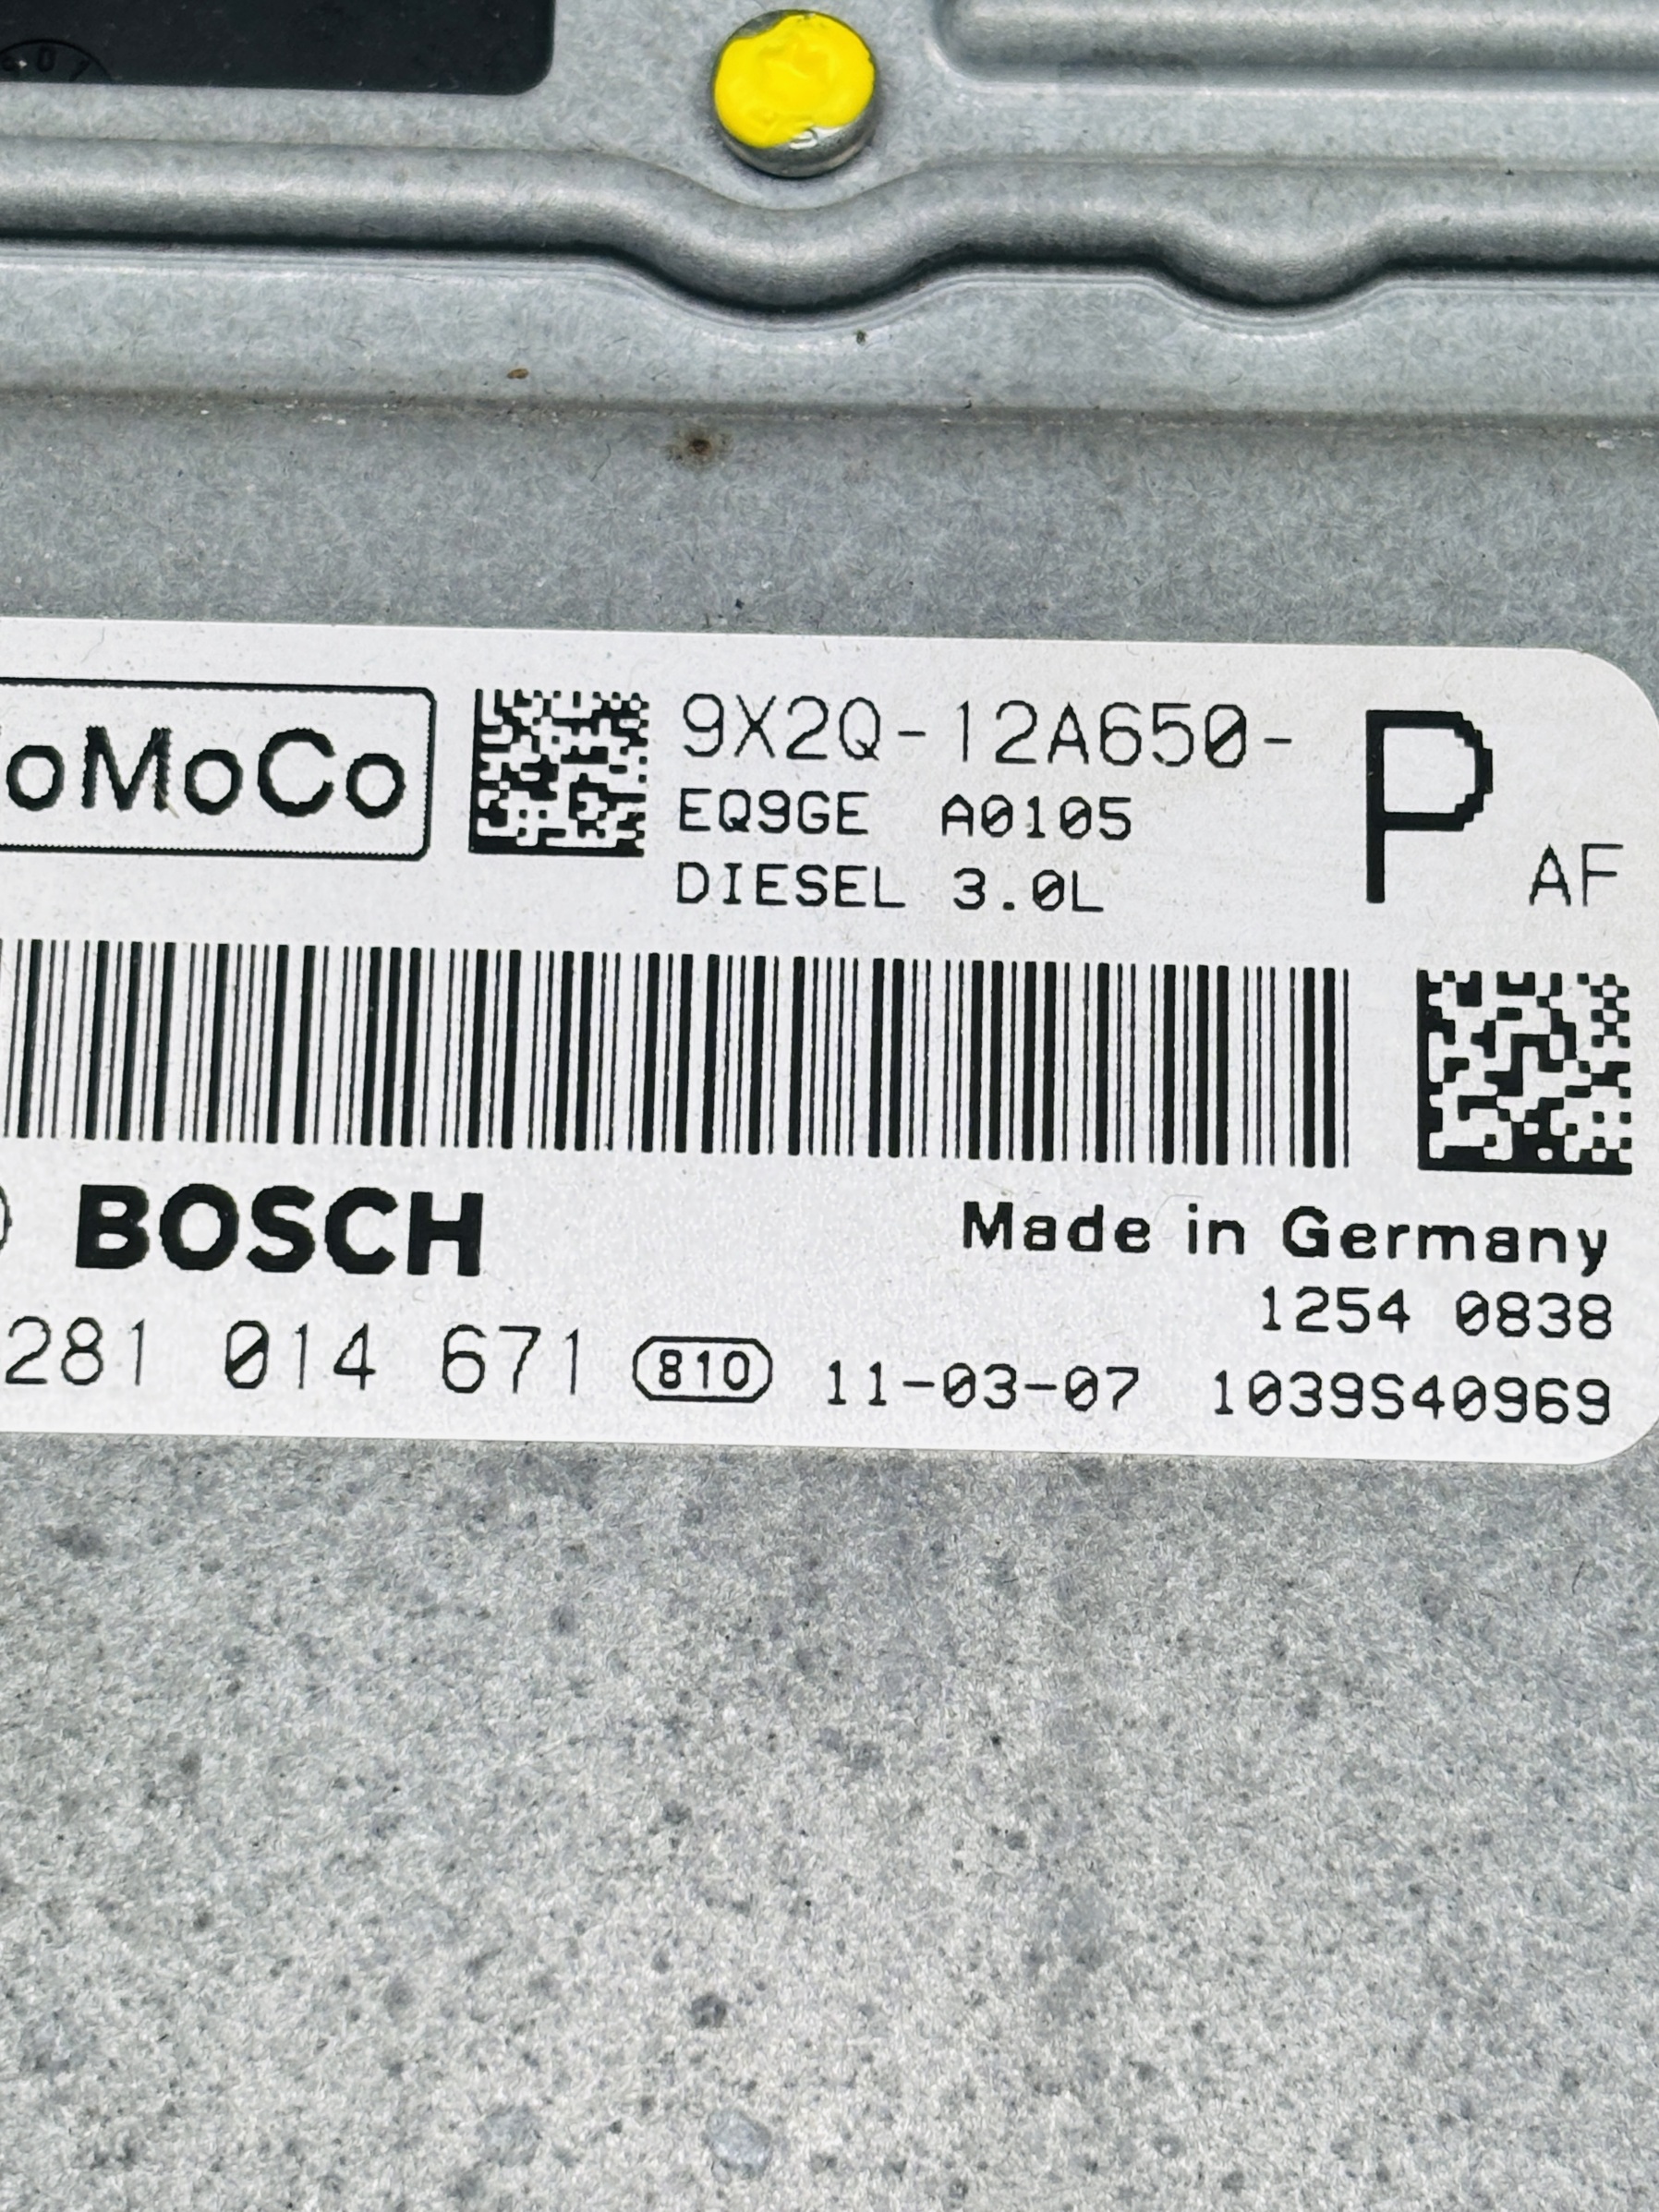 oMoCo
9X2Q-12A650-
P
AF
EQ9GE A0105
DIESEL 3.0L
BOSCH
Made in Germany
1254 0838
281 014 671 810 11-03-07 1039S40969